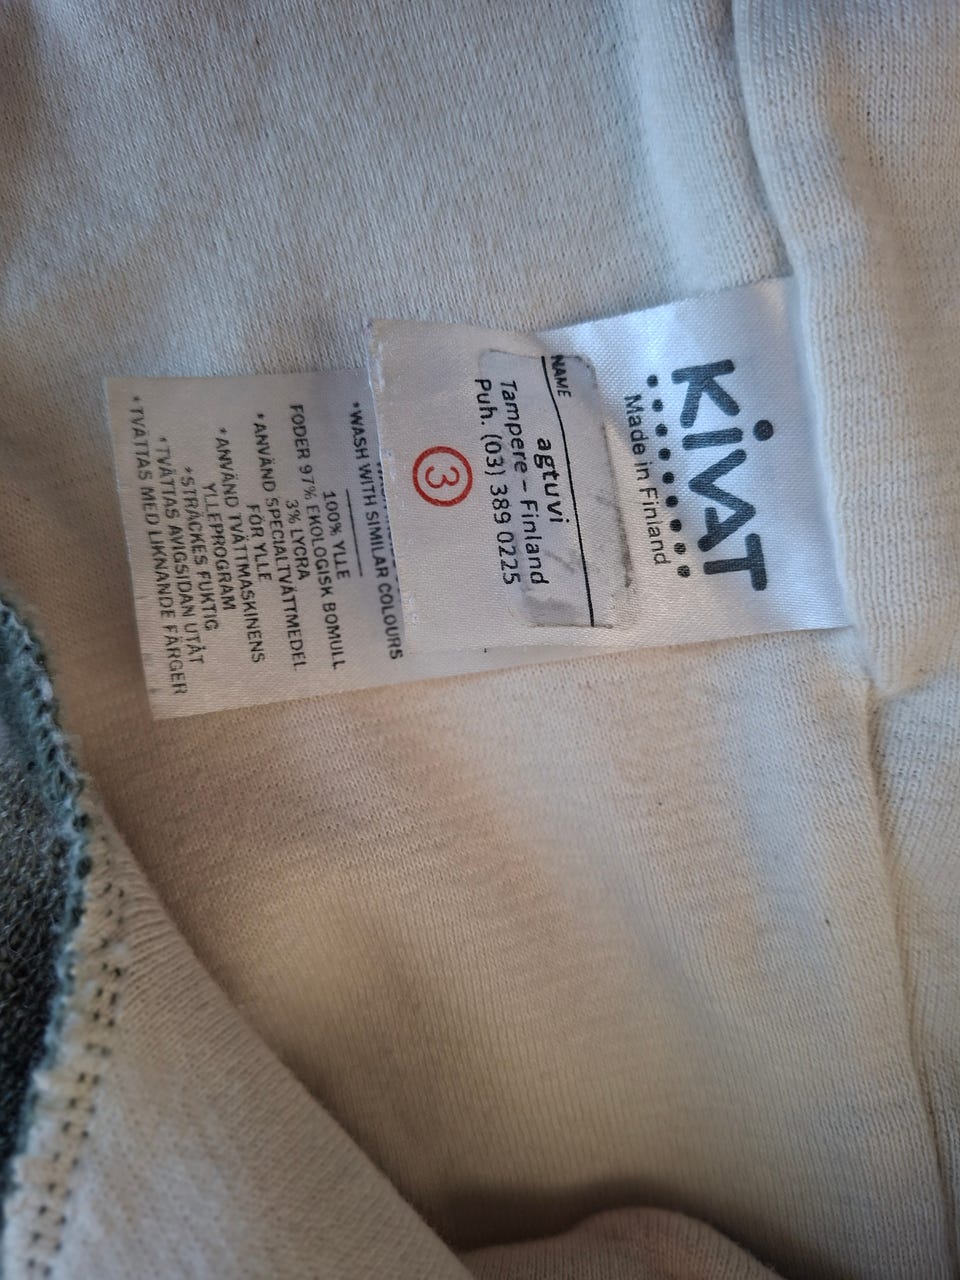 KiVAT
Made in Finland
NAME
agtuvi
Tampere – Finland
Puh. (03) 389 0225
3
*WASH WITH SIMILAR COLOURS
100% YLLE
FODER 97% EKOLOGISK BOMULL
3% LYCRA
*ANVÄND SPECIALTVÄTTMEDEL
FÖR YLLE
*ANVÄND TVÄTTMASKINENS
YLLEPROGRAM
*STRÄCKES FUKTIG
*TVÄTTAS AVIGSIDAN UTÅT
*TVÄTTAS MED LIKNANDE FÄRGER